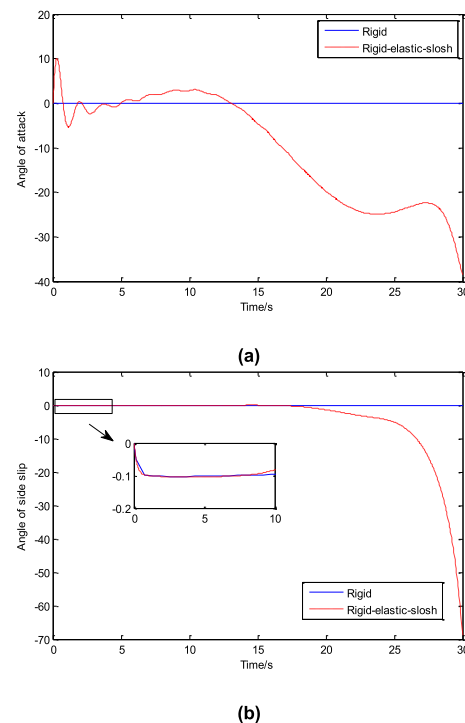 20
10
0
-10
-20
-30
-40
Angle of attack
Rigid
Rigid-elastic-slosh
0 5 10 15 20 25 30
Time/s
(a)
10
0
-10
-20
-30
-40
-50
-60
-70
Angle of side slip
0
-0.1
-0.2
0 5 10
Rigid
Rigid-elastic-slosh
0 5 10 15 20 25 30
Time/s
(b)